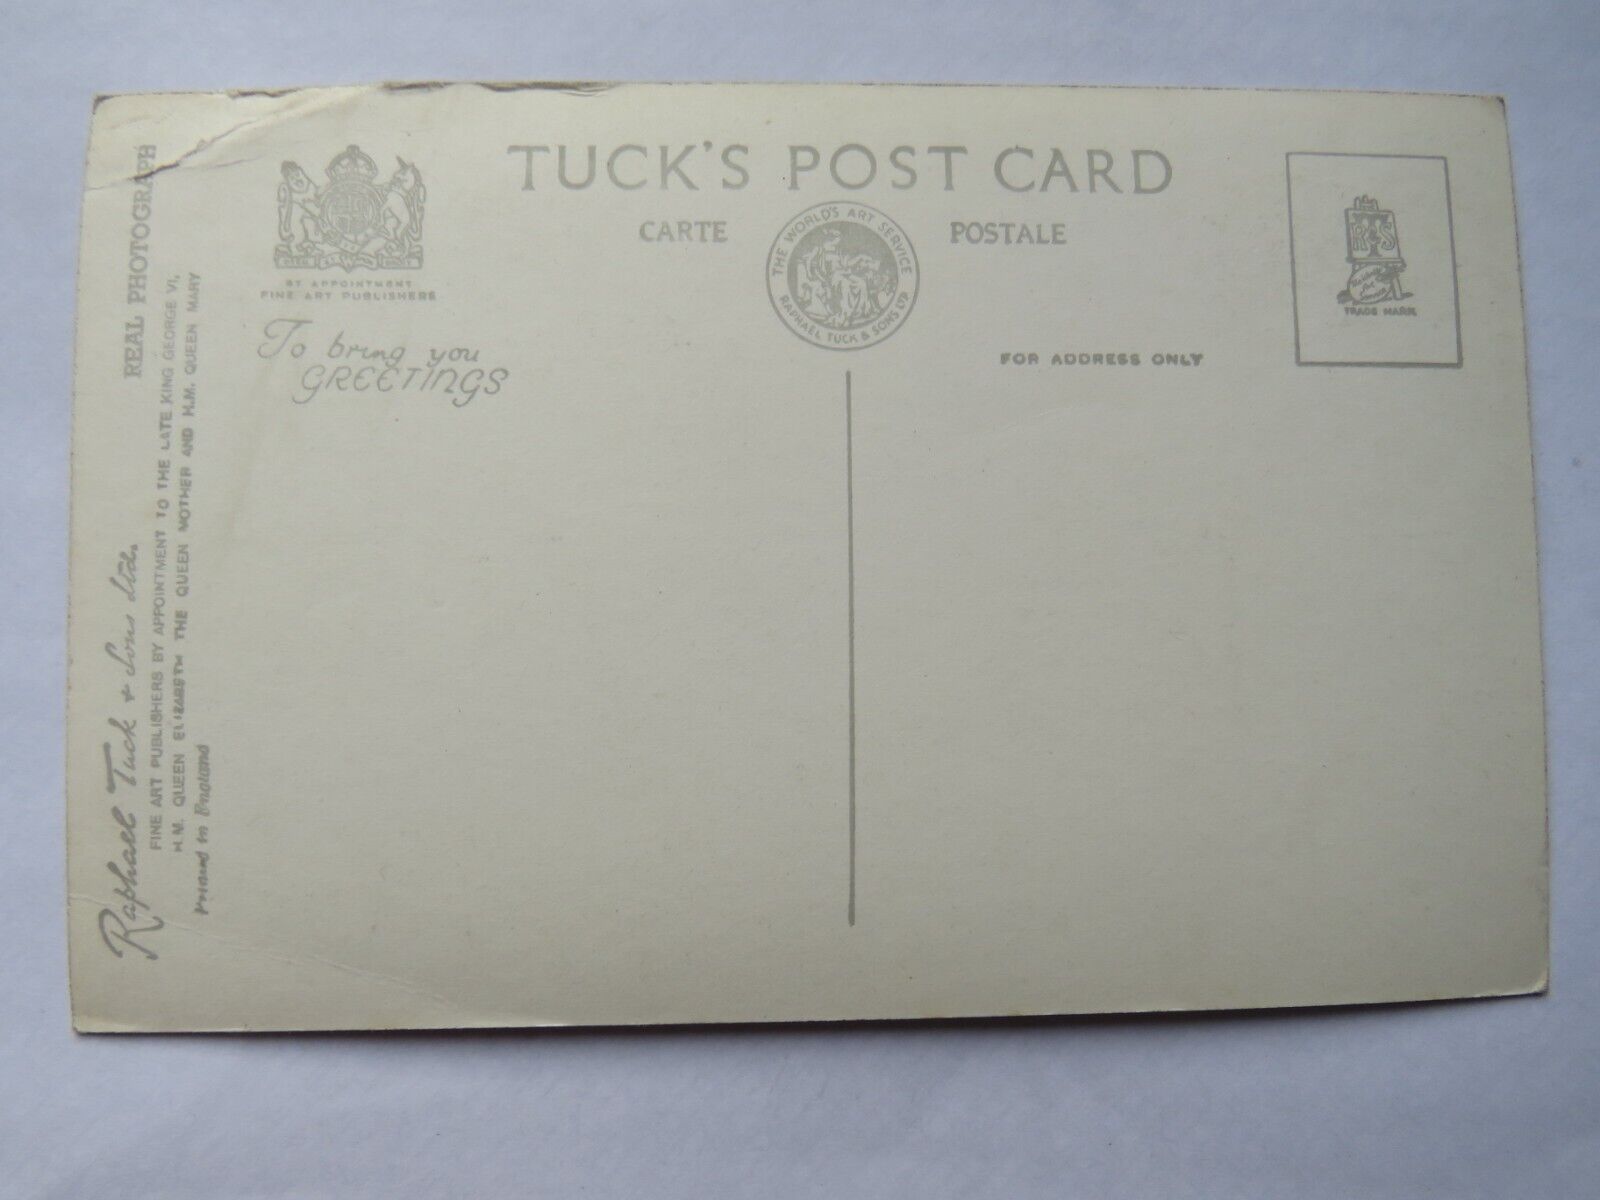 TUCK'S POST CARD
CARTE POSTALE
THE WORLD'S ART SERVICE
RAPHAEL TUCK & SONS LTD
BY APPOINTMENT
FINE ART PUBLISHERS
To bring you
GREETINGS
FOR ADDRESS ONLY
R T S
TRADE MARK
REAL PHOTOGRAPH
Raphael Tuck & Sons Ltd.
FINE ART PUBLISHERS BY APPOINTMENT TO THE LATE KING GEORGE VI,
H.M. QUEEN ELIZABETH THE QUEEN MOTHER AND H.M. QUEEN MARY
Printed in England